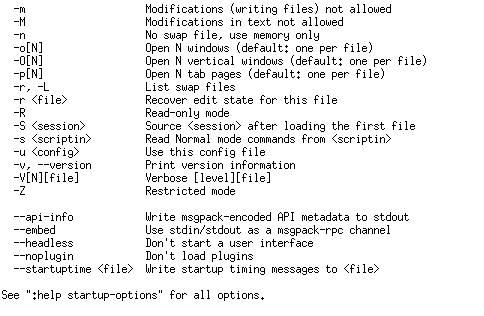 -m                    Modifications (writing files) not allowed
-M                    Modifications in text not allowed
-n                    No swap file, use memory only
-o[N]                 Open N windows (default: one per file)
-O[N]                 Open N vertical windows (default: one per file)
-p[N]                 Open N tab pages (default: one per file)
-r, -L                List swap files
-r <file>             Recover edit state for this file
-R                    Read-only mode
-S <session>          Source <session> after loading the first file
-s <scriptin>         Read Normal mode commands from <scriptin>
-u <config>           Use this config file
-v, --version         Print version information
-V[N][file]           Verbose [level][file]
-Z                    Restricted mode

--api-info            Write msgpack-encoded API metadata to stdout
--embed               Use stdin/stdout as a msgpack-rpc channel
--headless            Don't start a user interface
--noplugin            Don't load plugins
--startuptime <file>  Write startup timing messages to <file>

See ":help startup-options" for all options.